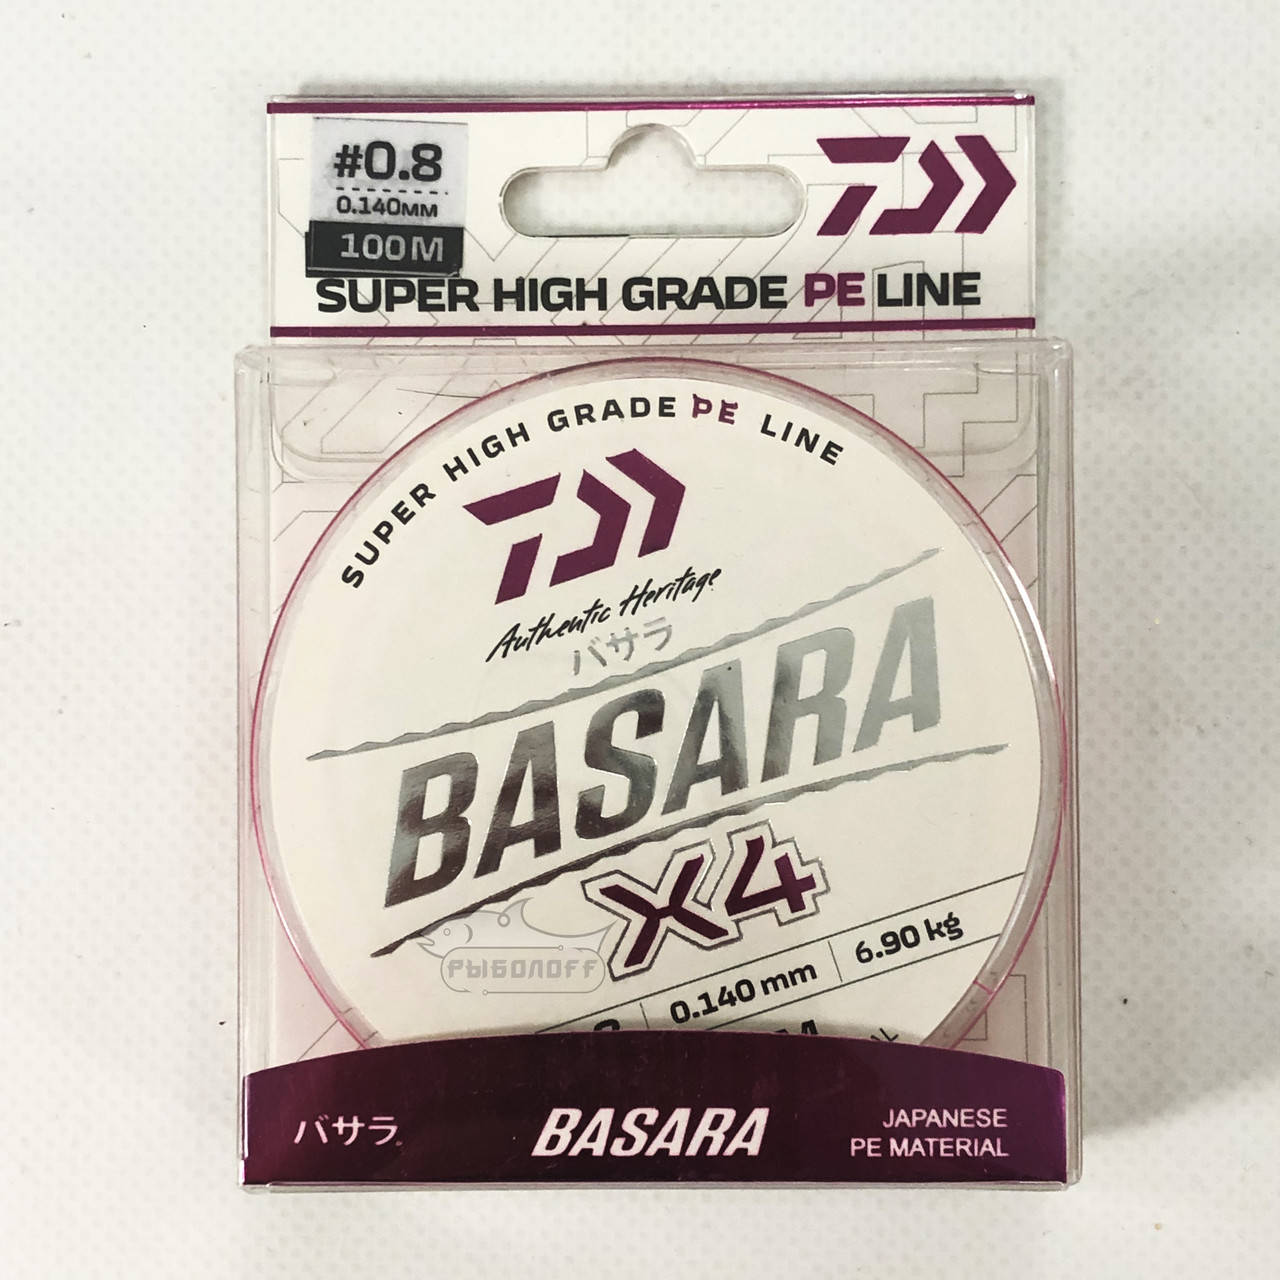 #0.8
0.140мм
100М
SUPER HIGH GRADE PE LINE
SUPER HIGH GRADE PE LINE
Authentic Heritage
バサラ
BASARA
X4
РЫБОЛOFF
0.140 mm
6.90 kg
バサラ
BASARA
JAPANESE
PE MATERIAL